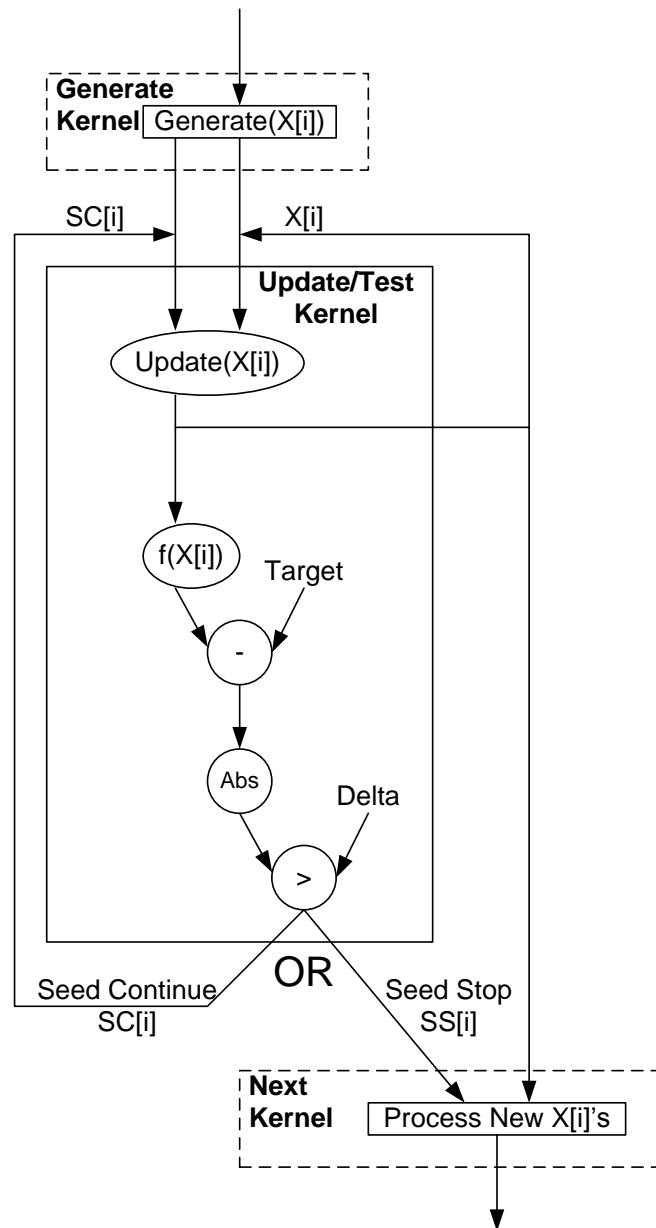 Generate
Kernel
Generate(X[i])
SC[i]
X[i]
Update/Test
Kernel
Update(X[i])
f(X[i])
Target
-
Abs
Delta
>
OR
Seed Continue
SC[i]
Seed Stop
SS[i]
Next
Kernel
Process New X[i]'s